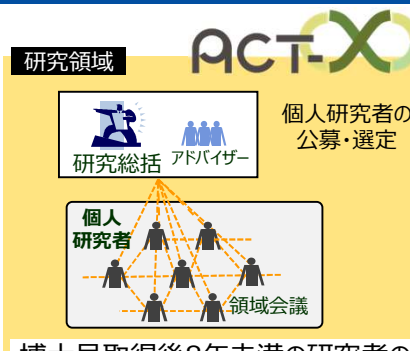 ACT-X
研究領域
個人研究者の
公募・選定
研究総括 アドバイザー
個人
研究者
領域会議